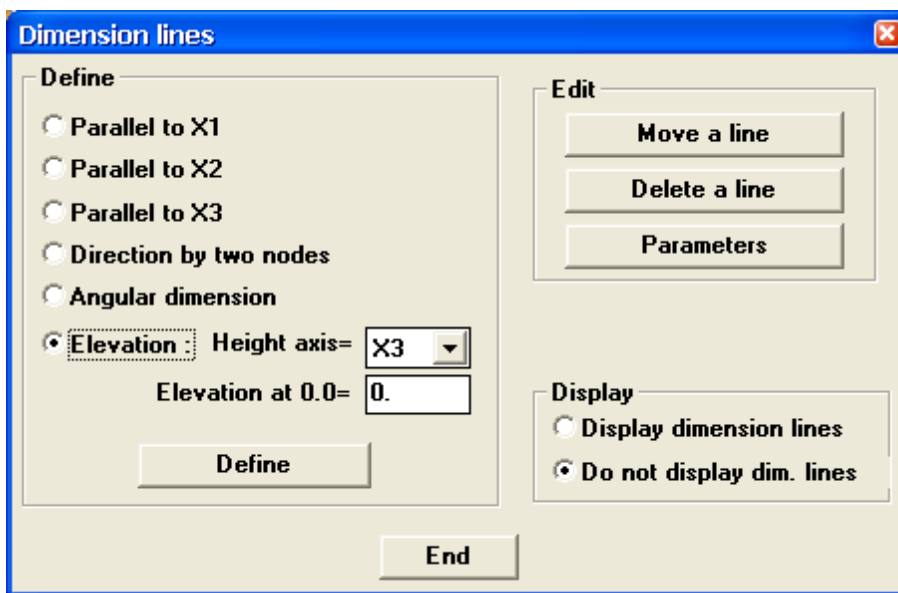 Dimension lines
Define
Parallel to X1
Parallel to X2
Parallel to X3
Direction by two nodes
Angular dimension
Elevation : Height axis= X3
Elevation at 0.0= 0.
Define
Edit
Move a line
Delete a line
Parameters
Display
Display dimension lines
Do not display dim. lines
End